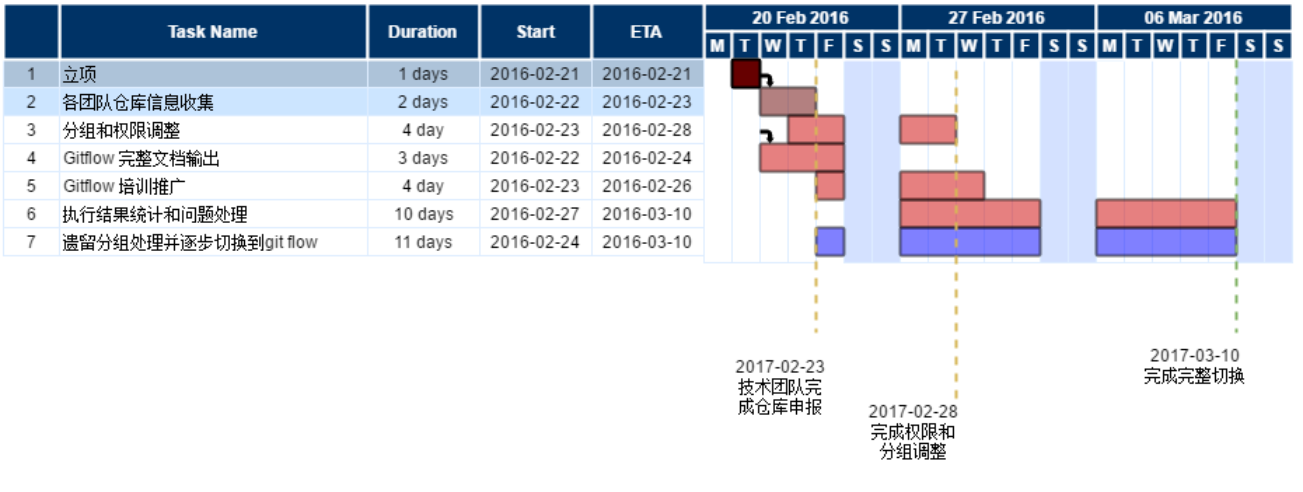 Task Name Duration Start ETA 20 Feb 2016 27 Feb 2016 06 Mar 2016
M T W T F S S M T W T F S S M T W T F S S
1 立项 1 days 2016-02-21 2016-02-21
2 各团队仓库信息收集 2 days 2016-02-22 2016-02-23
3 分组和权限调整 4 day 2016-02-23 2016-02-28
4 Gitflow 完整文档输出 3 days 2016-02-22 2016-02-24
5 Gitflow 培训推广 4 day 2016-02-23 2016-02-26
6 执行结果统计和问题处理 10 days 2016-02-27 2016-03-10
7 遗留分组处理并逐步切换到git flow 11 days 2016-02-24 2016-03-10
2017-02-23
技术团队完
成仓库申报
2017-02-28
完成权限和
分组调整
2017-03-10
完成完整切换